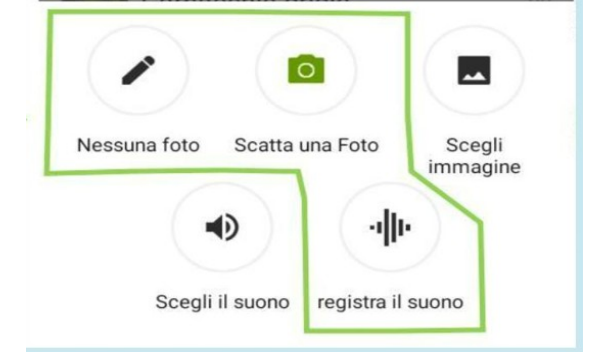 Nessuna foto
Scatta una Foto
Scegli
immagine
Scegli il suono
registra il suono